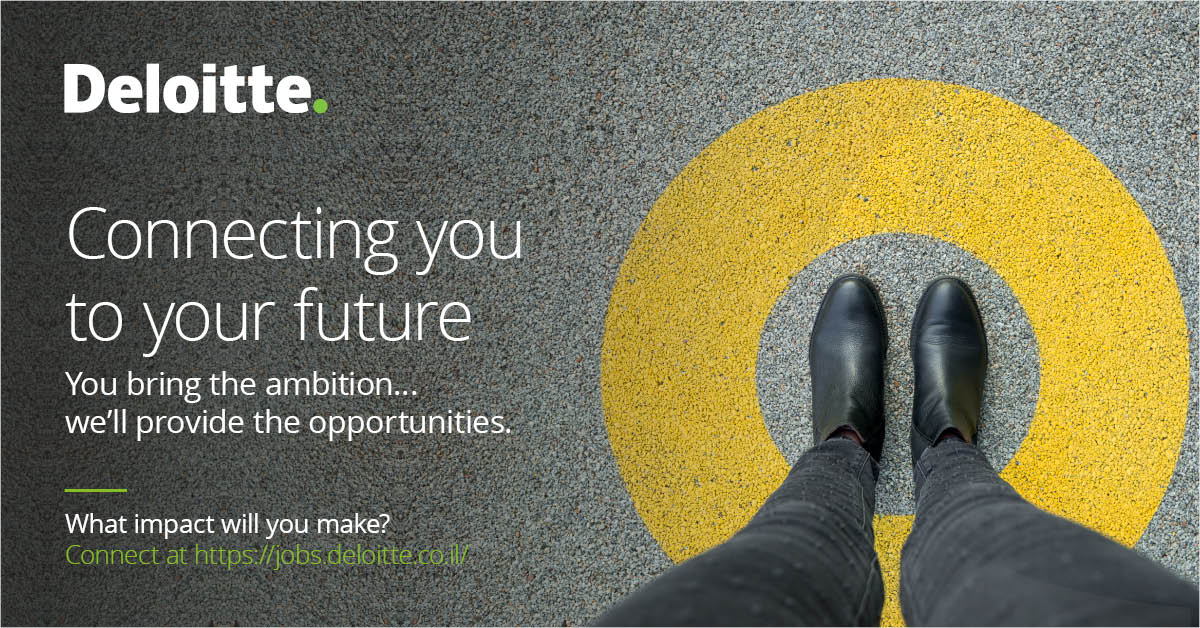 Deloitte.
Connecting you
to your future
You bring the ambition...
we'll provide the opportunities.
What impact will you make?
Connect at https://jobs.deloitte.co.il/